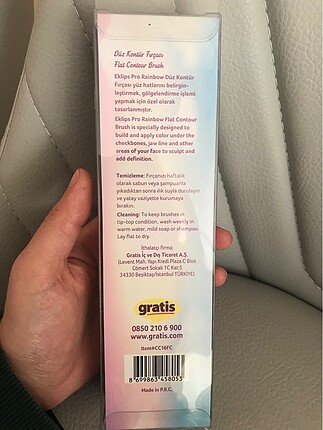 Düz Kontür Fırçası
Flat Contour Brush
Eklips Pro Rainbow Düz Kontür
Fırçası yüz hatlarını belirgin-
leştirmek, gölgelendirme işlemi
yapmak için özel olarak
tasarlanmıştır.
Eklips Pro Rainbow Flat Contour
Brush is specially designed to
build and apply color under the
checkbones, jaw line and other
areas of your face to sculpt and
add definition.
Temizleme: Fırçanızı haftalık
olarak sabun veya şampuanla
yıkadıktan sonra ılık suyla durulayın
ve yatay vaziyette kurumaya
bırakın.
Cleaning: To keep brushes in
tip-top condition, wash weekly in
warm water, mild soap or shampoo.
Lay flat to dry.
İthalatçı Firma:
Gratis İç ve Dış Ticaret A.Ş.
(Levent Mah. Yapı Kredi Plaza C Blok
Cömert Sokak 1C Kat:5
34330 Beşiktaş/İstanbul TÜRKİYE)
gratis
0850 210 6 900
www.gratis.com
Item#CC16FC
8 699863 458053
Made in P.R.C.